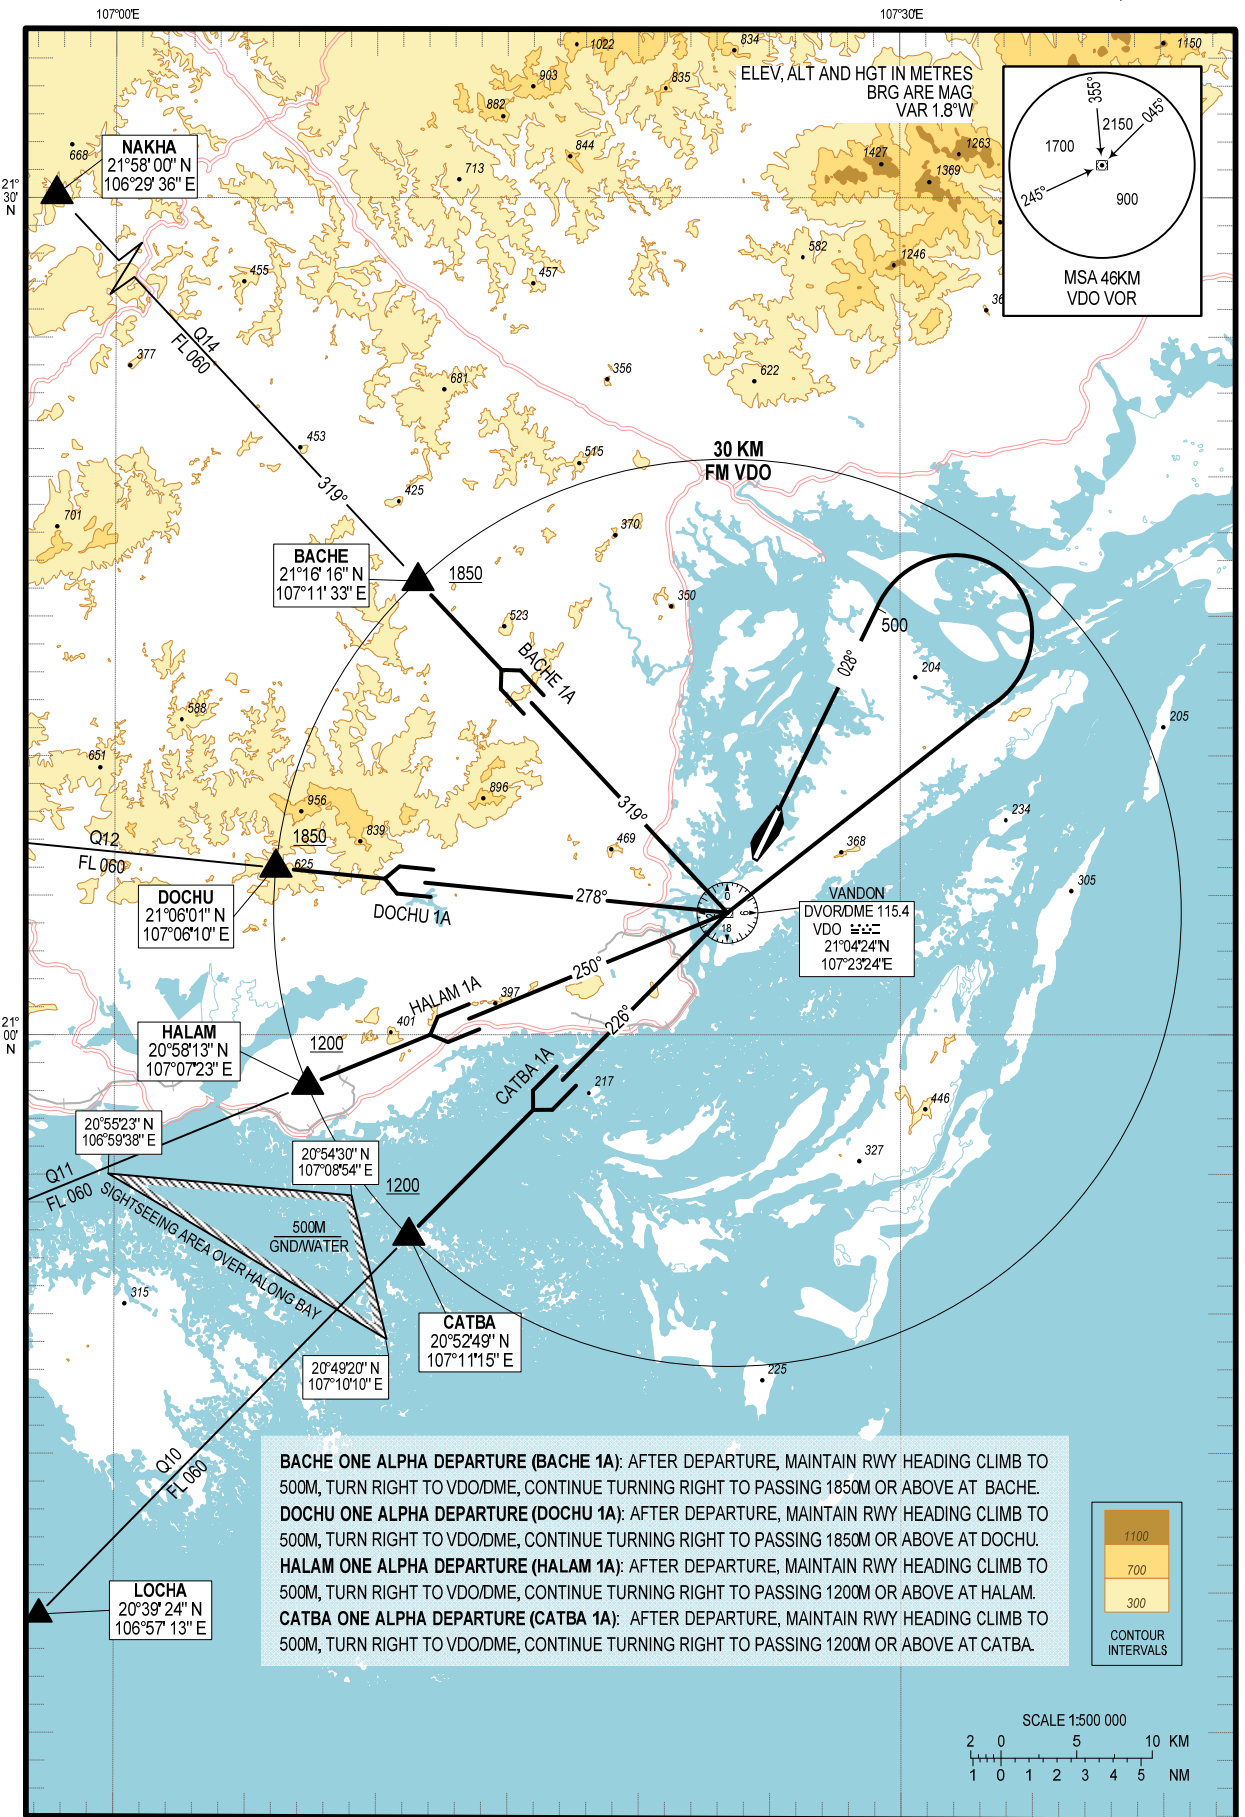 107°00'E
107°30'E
1022
834
1150
903
835
882
ELEV, ALT AND HGT IN METRES
BRG ARE MAG
VAR 1.8°W
355°
045°
2150
1700
245°
900
MSA 46KM
VDO VOR
668
NAKHA
21°58' 00" N
106°29' 36" E
844
713
1427
1263
1369
21°
30'
N
582
1246
455
457
36
Q14
FL 060
377
356
622
681
453
515
30 KM
FM VDO
319°
425
701
370
BACHE
21°16' 16" N
107°11' 33" E
1850
350
523
500
BACHE 1A
028°
204
588
205
651
896
956
319°
234
1850
839
Q12
FL 060
469
368
625
305
DOCHU
21°06'01" N
107°06'10" E
278°
DOCHU 1A
0
9
18
VANDON
DVOR/DME 115.4
VDO
21°04'24"N
107°23'24"E
250°
HALAM 1A
397
401
226°
21°
00'
N
HALAM
20°58'13" N
107°07'23" E
1200
CATBA 1A
217
446
20°55'23" N
106°59'38" E
20°54'30" N
107°08'54" E
327
Q11
FL 060
1200
SIGHTSEEING AREA OVER HALONG BAY
500M
GND/WATER
315
CATBA
20°52'49" N
107°11'15" E
20°49'20" N
107°10'10" E
225
Q10
FL 060
BACHE ONE ALPHA DEPARTURE (BACHE 1A): AFTER DEPARTURE, MAINTAIN RWY HEADING CLIMB TO
500M, TURN RIGHT TO VDO/DME, CONTINUE TURNING RIGHT TO PASSING 1850M OR ABOVE AT BACHE.
DOCHU ONE ALPHA DEPARTURE (DOCHU 1A): AFTER DEPARTURE, MAINTAIN RWY HEADING CLIMB TO
500M, TURN RIGHT TO VDO/DME, CONTINUE TURNING RIGHT TO PASSING 1850M OR ABOVE AT DOCHU.
HALAM ONE ALPHA DEPARTURE (HALAM 1A): AFTER DEPARTURE, MAINTAIN RWY HEADING CLIMB TO
500M, TURN RIGHT TO VDO/DME, CONTINUE TURNING RIGHT TO PASSING 1200M OR ABOVE AT HALAM.
CATBA ONE ALPHA DEPARTURE (CATBA 1A): AFTER DEPARTURE, MAINTAIN RWY HEADING CLIMB TO
500M, TURN RIGHT TO VDO/DME, CONTINUE TURNING RIGHT TO PASSING 1200M OR ABOVE AT CATBA.
1100
700
300
CONTOUR
INTERVALS
LOCHA
20°39' 24" N
106°57' 13" E
SCALE 1:500 000
2 0 5 10 KM
1 0 1 2 3 4 5 NM